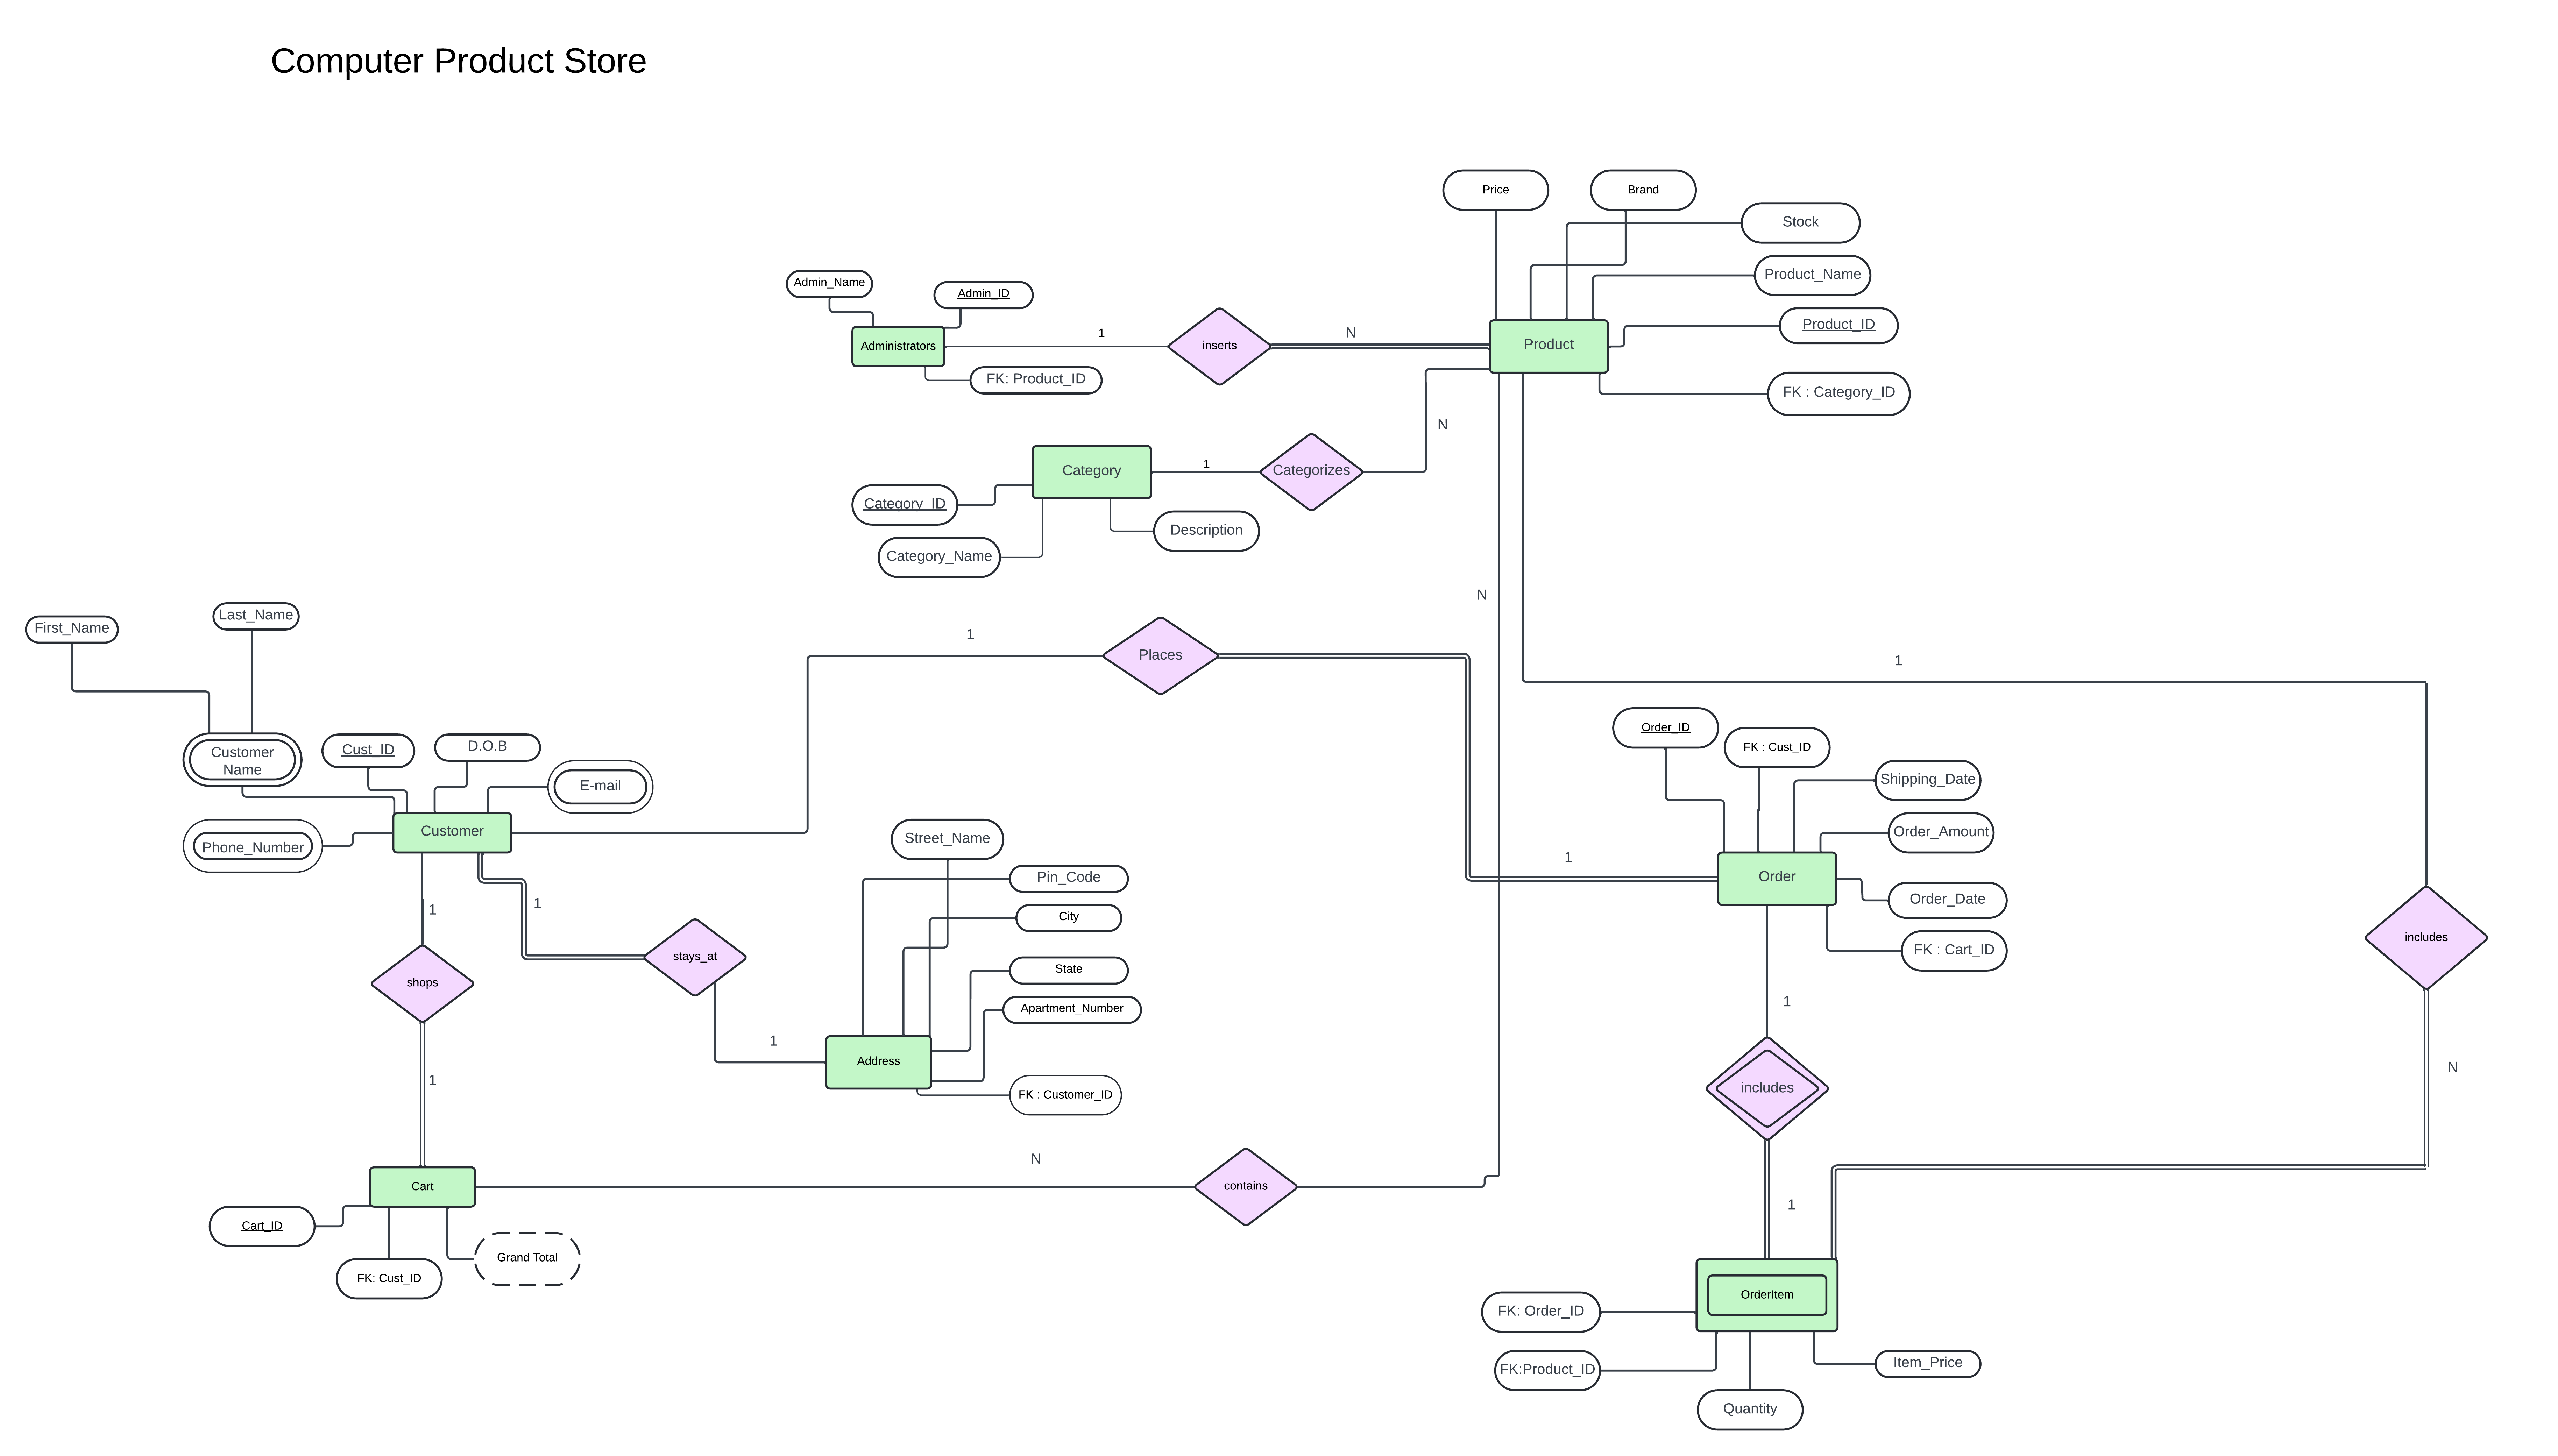 Computer Product Store
Price
Brand
Stock
Product_Name
Admin_Name
Admin_ID
Product_ID
1
N
Administrators
inserts
Product
FK: Product_ID
FK : Category_ID
N
Category
1
Categorizes
Category_ID
Description
Category_Name
N
First_Name
Last_Name
1
Places
1
Order_ID
FK : Cust_ID
Customer
Name
Cust_ID
D.O.B
E-mail
Shipping_Date
Customer
Phone_Number
Street_Name
Order_Amount
1
Pin_Code
Order
1
1
City
Order_Date
FK : Cart_ID
includes
stays_at
State
shops
Apartment_Number
1
1
N
Address
1
includes
FK : Customer_ID
N
Cart
contains
1
Cart_ID
Grand Total
FK: Cust_ID
OrderItem
FK: Order_ID
FK:Product_ID
Item_Price
Quantity